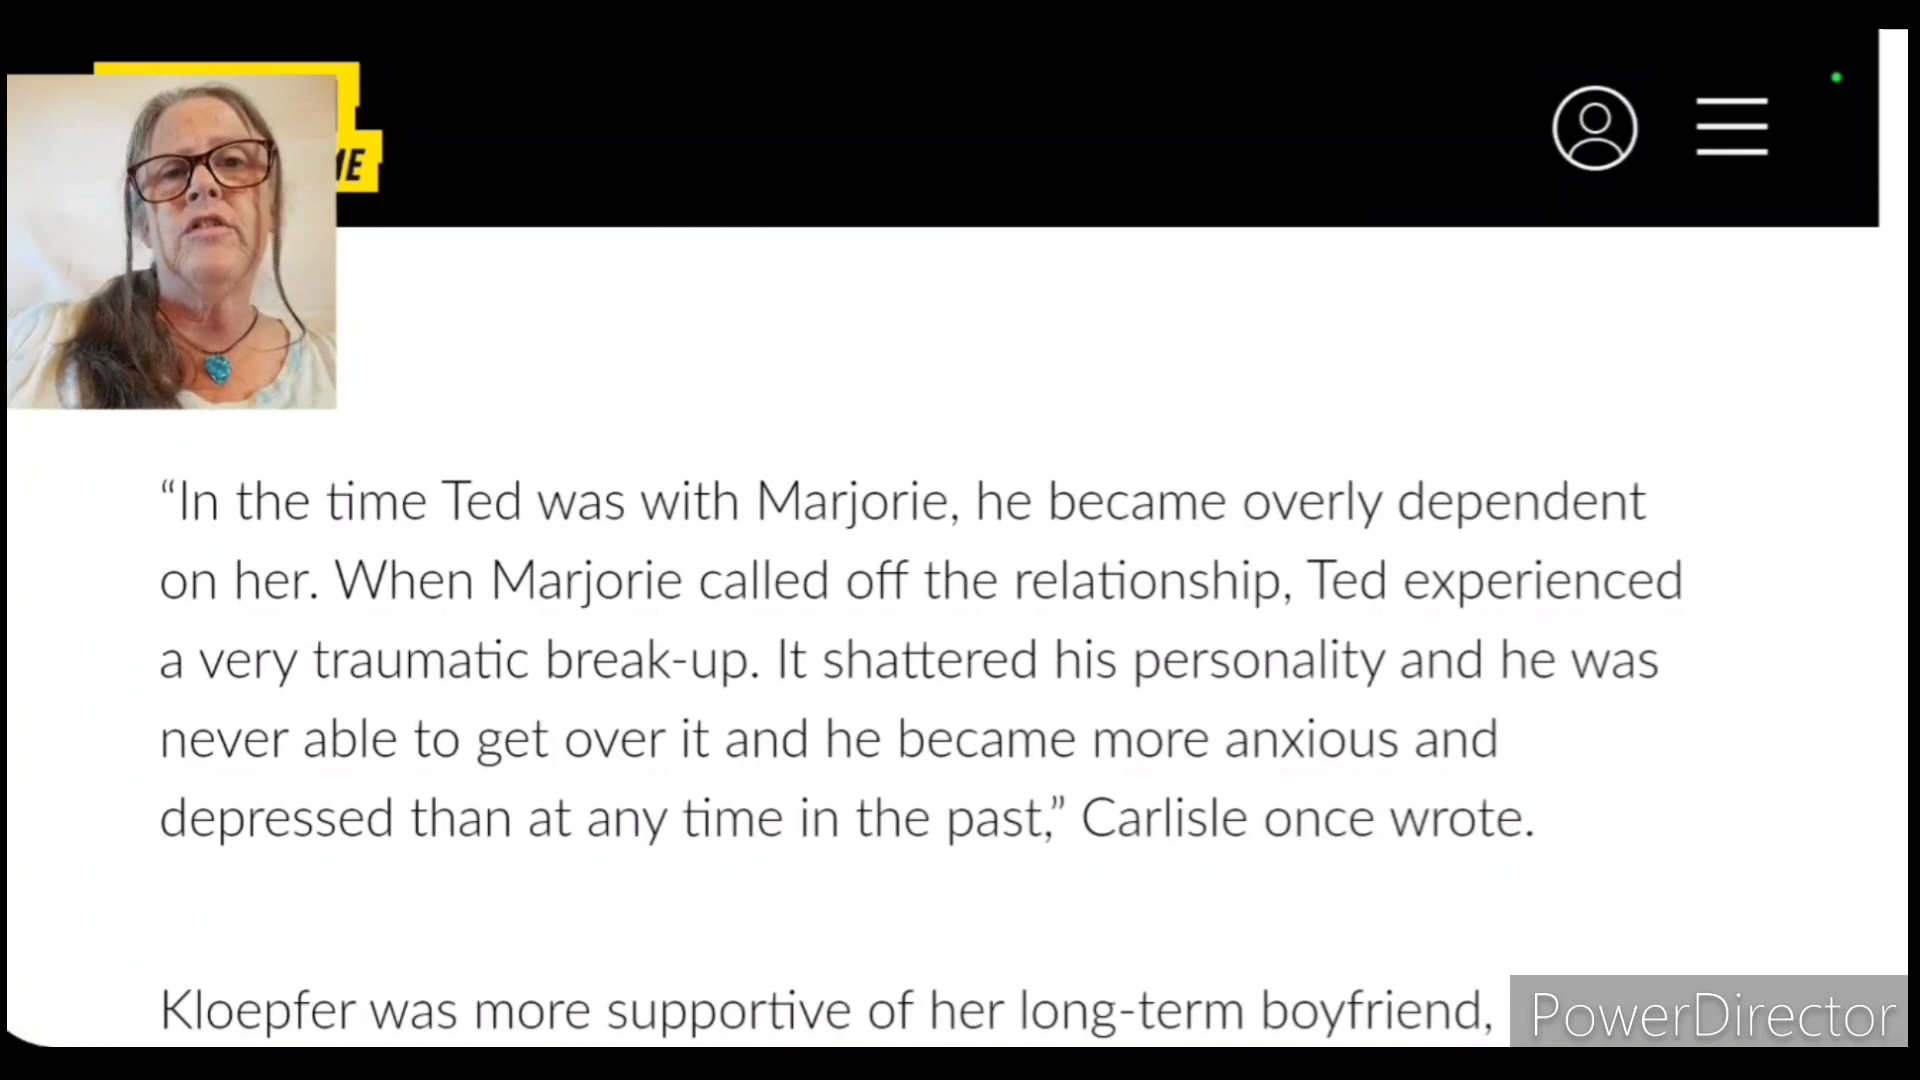 ME
“In the time Ted was with Marjorie, he became overly dependent
on her. When Marjorie called off the relationship, Ted experienced
a very traumatic break-up. It shattered his personality and he was
never able to get over it and he became more anxious and
depressed than at any time in the past,” Carlisle once wrote.
Kloepfer was more supportive of her long-term boyfriend,
PowerDirector